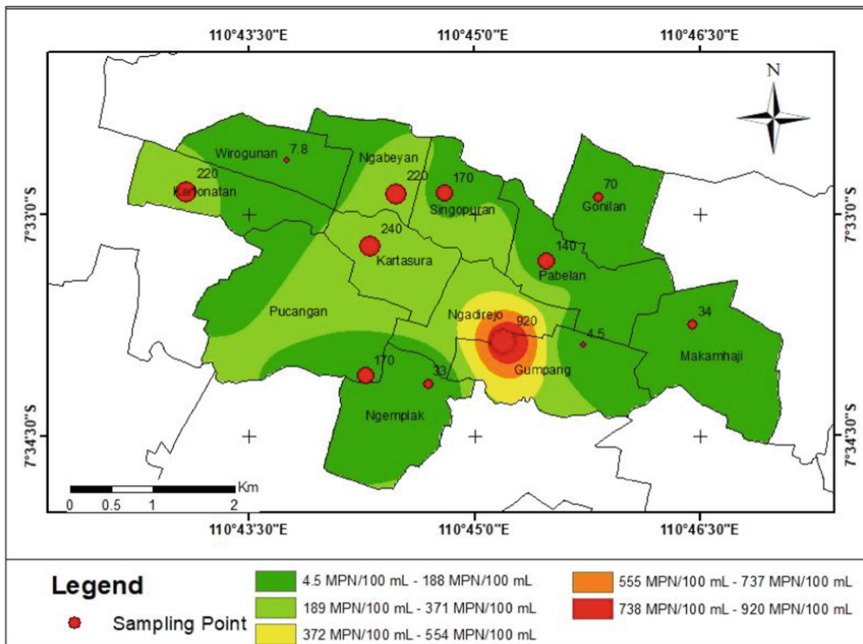 110°43'30"E 110°45'0"E 110°46'30"E
N
Wirogunan 7.8
Ngabeyan
220 220 170 70
Kartonatan
Singopuran
Gonilan
7°33'0"S 7°33'0"S
240 140
Kartasura
Pabelan
Pucangan
Ngadirejo 920 34
4.5
Makamhaji
170 33
Gumpang
Ngemplak
7°34'30"S 7°34'30"S
Km
0 0.5 1 2
110°43'30"E 110°45'0"E 110°46'30"E
Legend
Sampling Point
4.5 MPN/100 mL - 188 MPN/100 mL
189 MPN/100 mL - 371 MPN/100 mL
372 MPN/100 mL - 554 MPN/100 mL
555 MPN/100 mL - 737 MPN/100 mL
738 MPN/100 mL - 920 MPN/100 mL